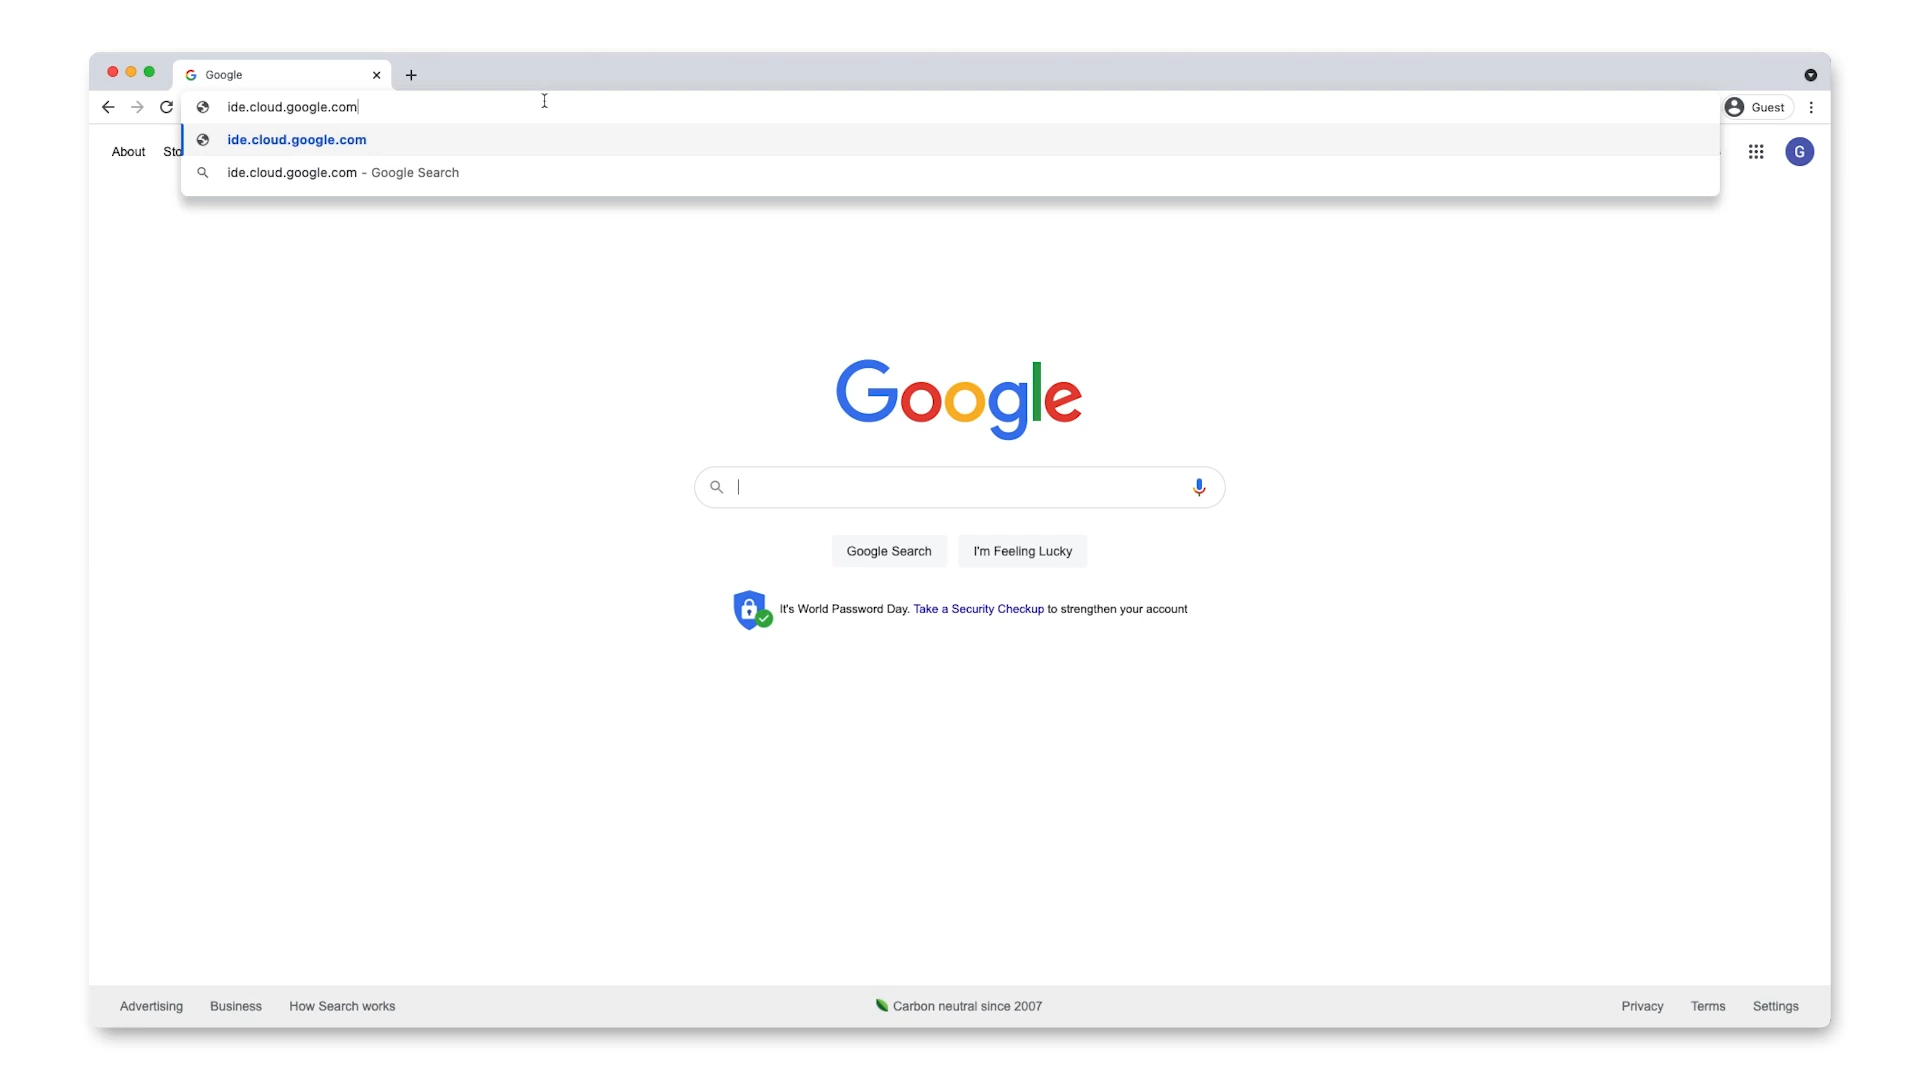 Google
ide.cloud.google.com
Guest
ide.cloud.google.com
About Sto
G
ide.cloud.google.com - Google Search
Google
Google Search I'm Feeling Lucky
It's World Password Day. Take a Security Checkup to strengthen your account
Advertising Business How Search works Carbon neutral since 2007 Privacy Terms Settings